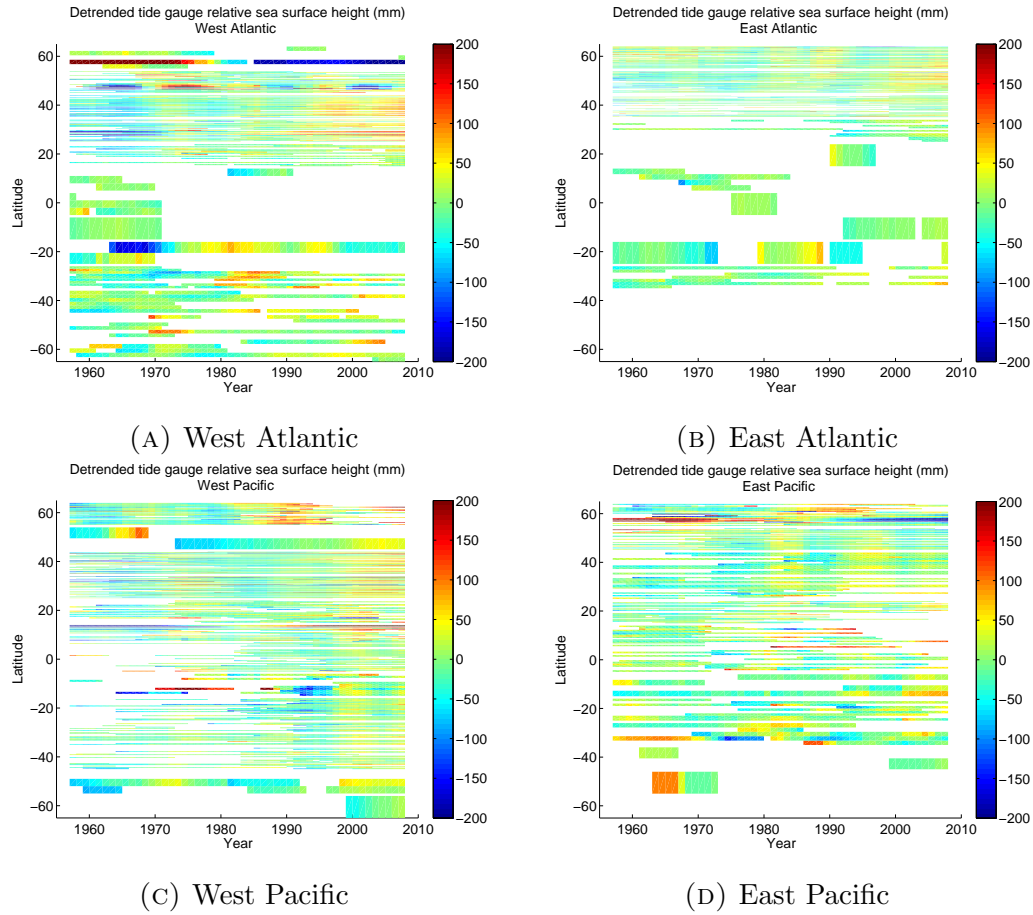 Detrended tide gauge relative sea surface height (mm)
West Atlantic
60
40
20
0
−20
−40
−60
Latitude
1960 1970 1980 1990 2000 2010
Year
200
150
100
50
0
−50
−100
−150
−200
(A) West Atlantic
Detrended tide gauge relative sea surface height (mm)
East Atlantic
60
40
20
0
−20
−40
−60
Latitude
1960 1970 1980 1990 2000 2010
Year
200
150
100
50
0
−50
−100
−150
−200
(B) East Atlantic
Detrended tide gauge relative sea surface height (mm)
West Pacific
60
40
20
0
−20
−40
−60
Latitude
1960 1970 1980 1990 2000 2010
Year
200
150
100
50
0
−50
−100
−150
−200
(C) West Pacific
Detrended tide gauge relative sea surface height (mm)
East Pacific
60
40
20
0
−20
−40
−60
Latitude
1960 1970 1980 1990 2000 2010
Year
200
150
100
50
0
−50
−100
−150
−200
(D) East Pacific